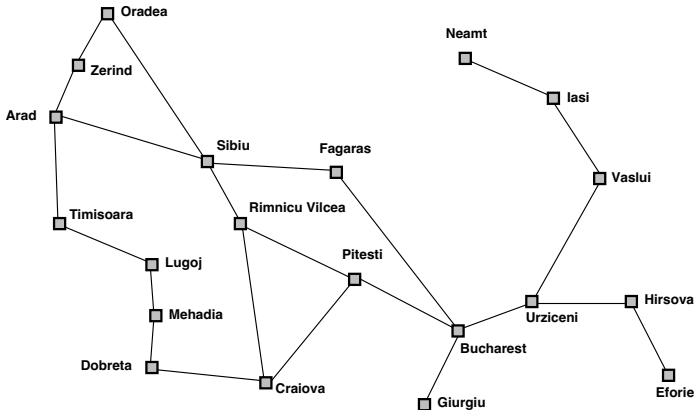 Oradea
Neamt
Zerind
Iasi
Arad
Sibiu
Fagaras
Vaslui
Rimnicu Vilcea
Timisoara
Pitesti
Lugoj
Hirsova
Mehadia
Urziceni
Bucharest
Dobreta
Craiova
Eforie
Giurgiu